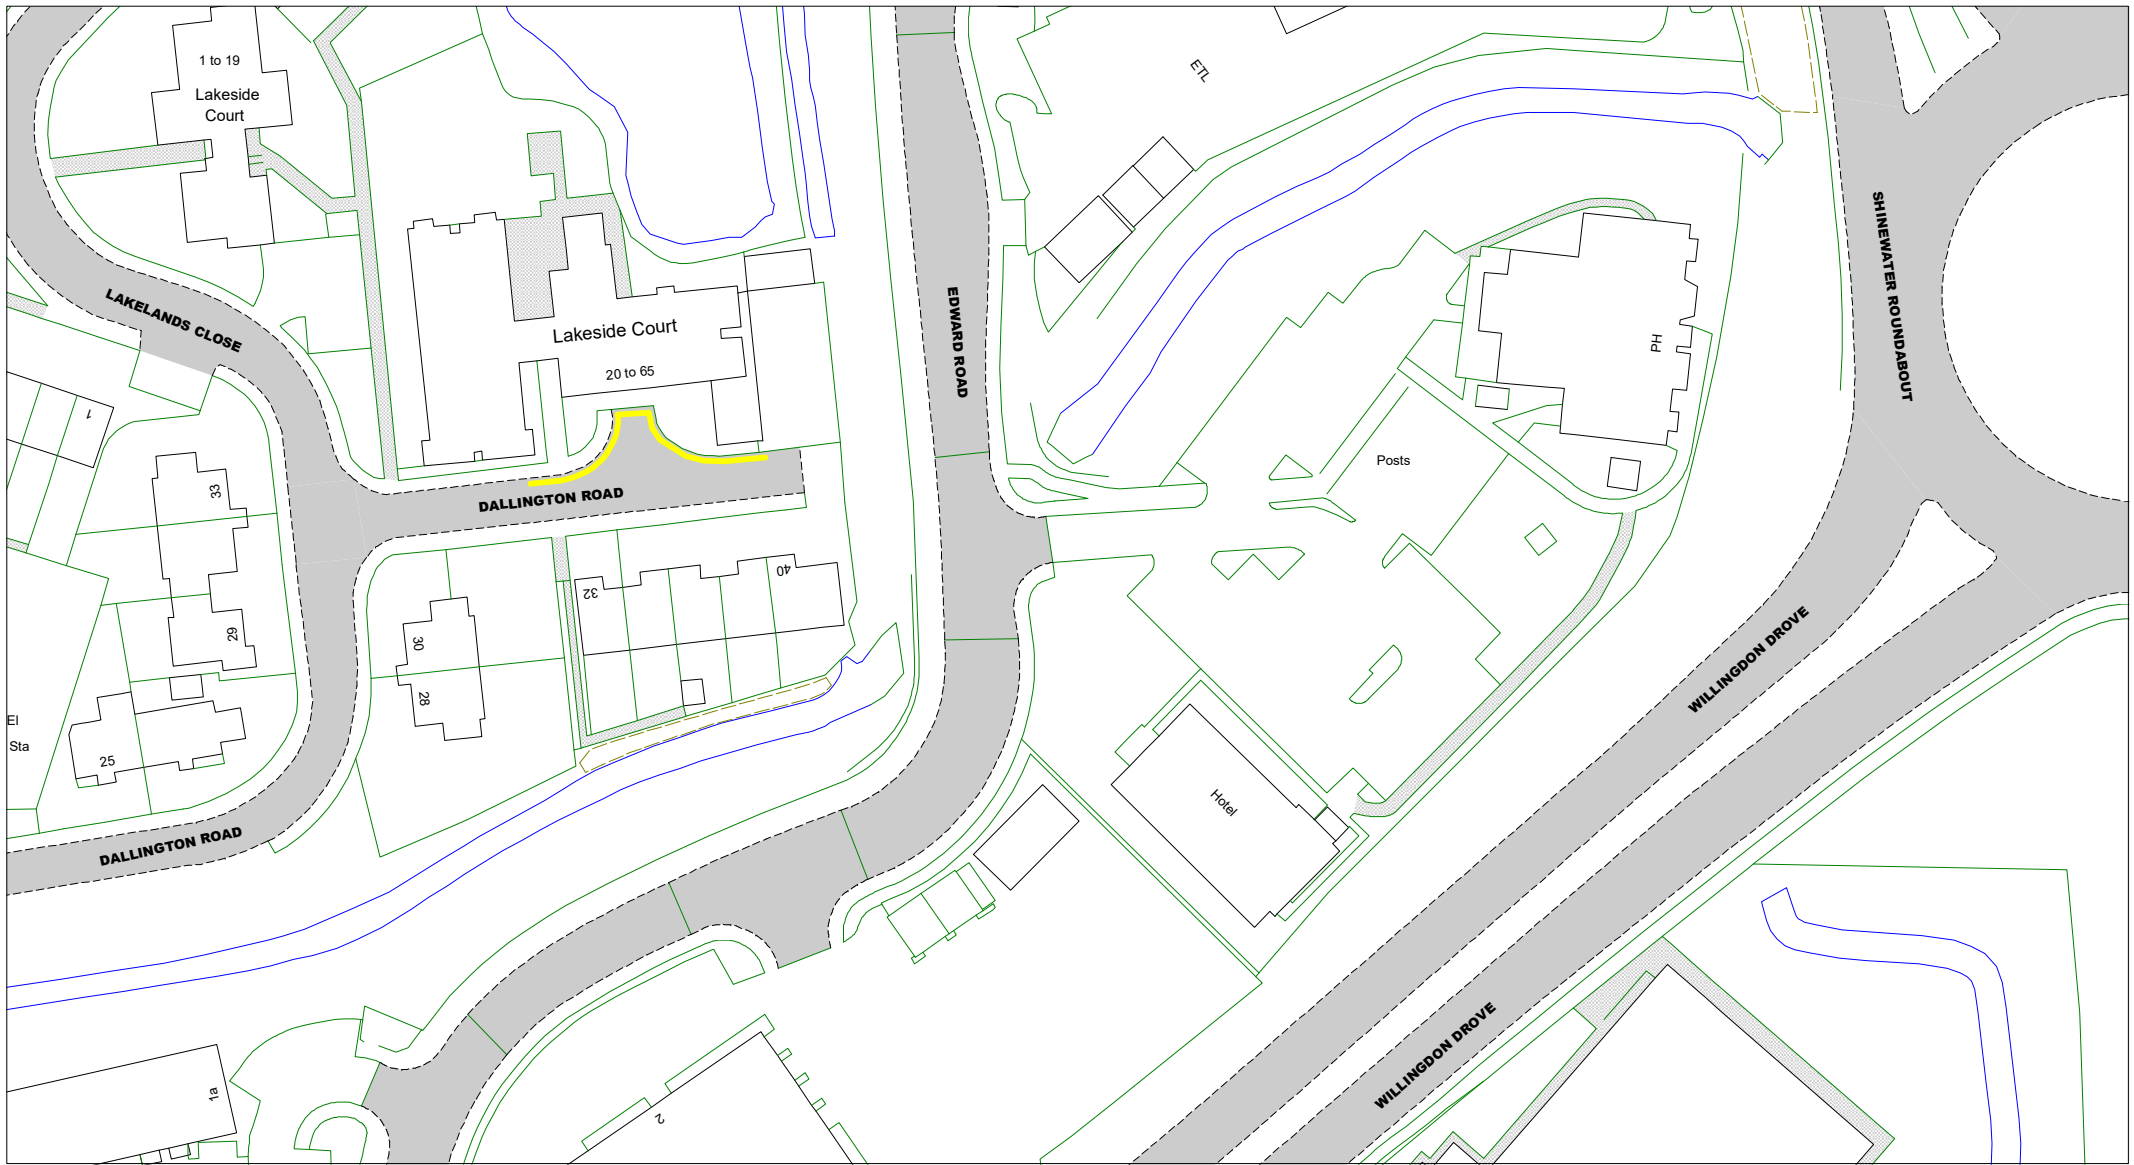 1 to 19
Lakeside
Court
ETL
SHINEWATER ROUNDABOUT
LAKELANDS CLOSE
EDWARD ROAD
Lakeside Court
PH
20 to 65
1
Posts
33
DALLINGTON ROAD
40
32
29
30
28
WILLINGDON DROVE
El
Sta
25
Hotel
DALLINGTON ROAD
WILLINGDON DROVE
1a
2